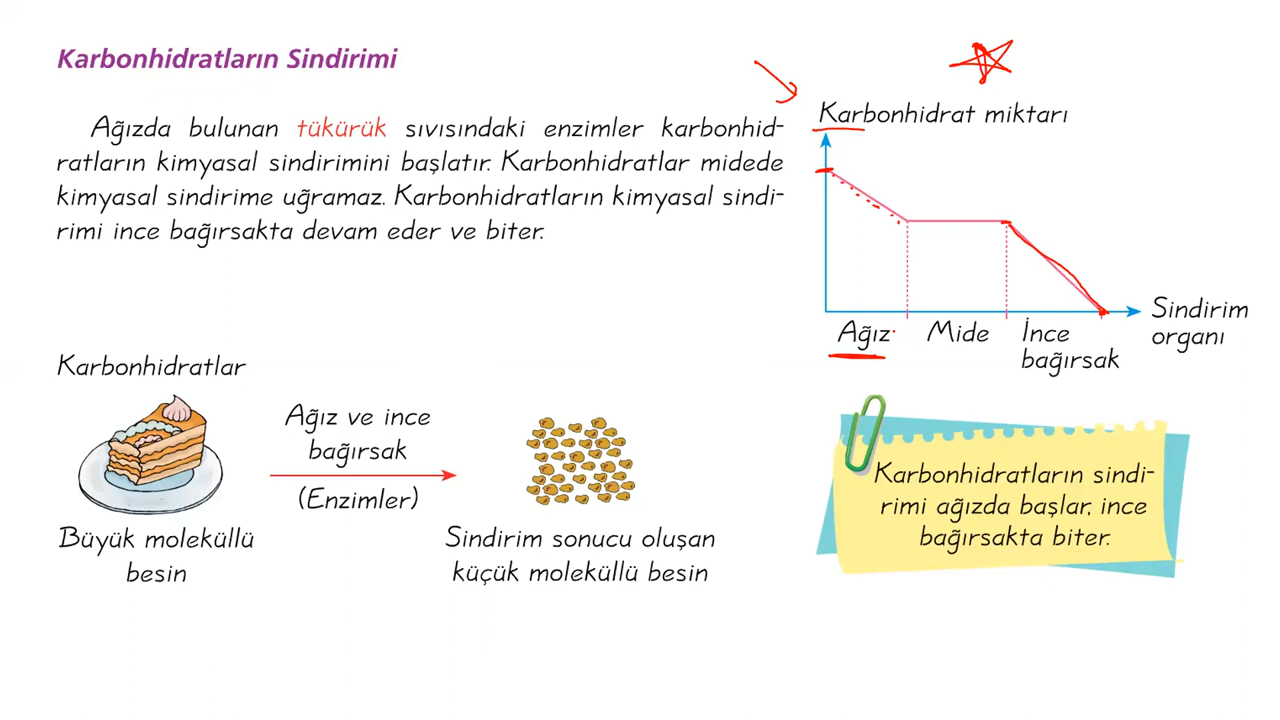 Karbonhidratların Sindirimi
Ağızda bulunan tükürük sıvısındaki enzimler karbonhid-
ratların kimyasal sindirimini başlatır. Karbonhidratlar midede
kimyasal sindirime uğramaz. Karbonhidratların kimyasal sindi-
rimi ince bağırsakta devam eder ve biter.
Karbonhidrat miktarı
Ağız
Mide
İnce
bağırsak
Sindirim
organı
Karbonhidratlar
Ağız ve ince
bağırsak
(Enzimler)
Büyük moleküllü
besin
Sindirim sonucu oluşan
küçük moleküllü besin
Karbonhidratların sindi-
rimi ağızda başlar, ince
bağırsakta biter.